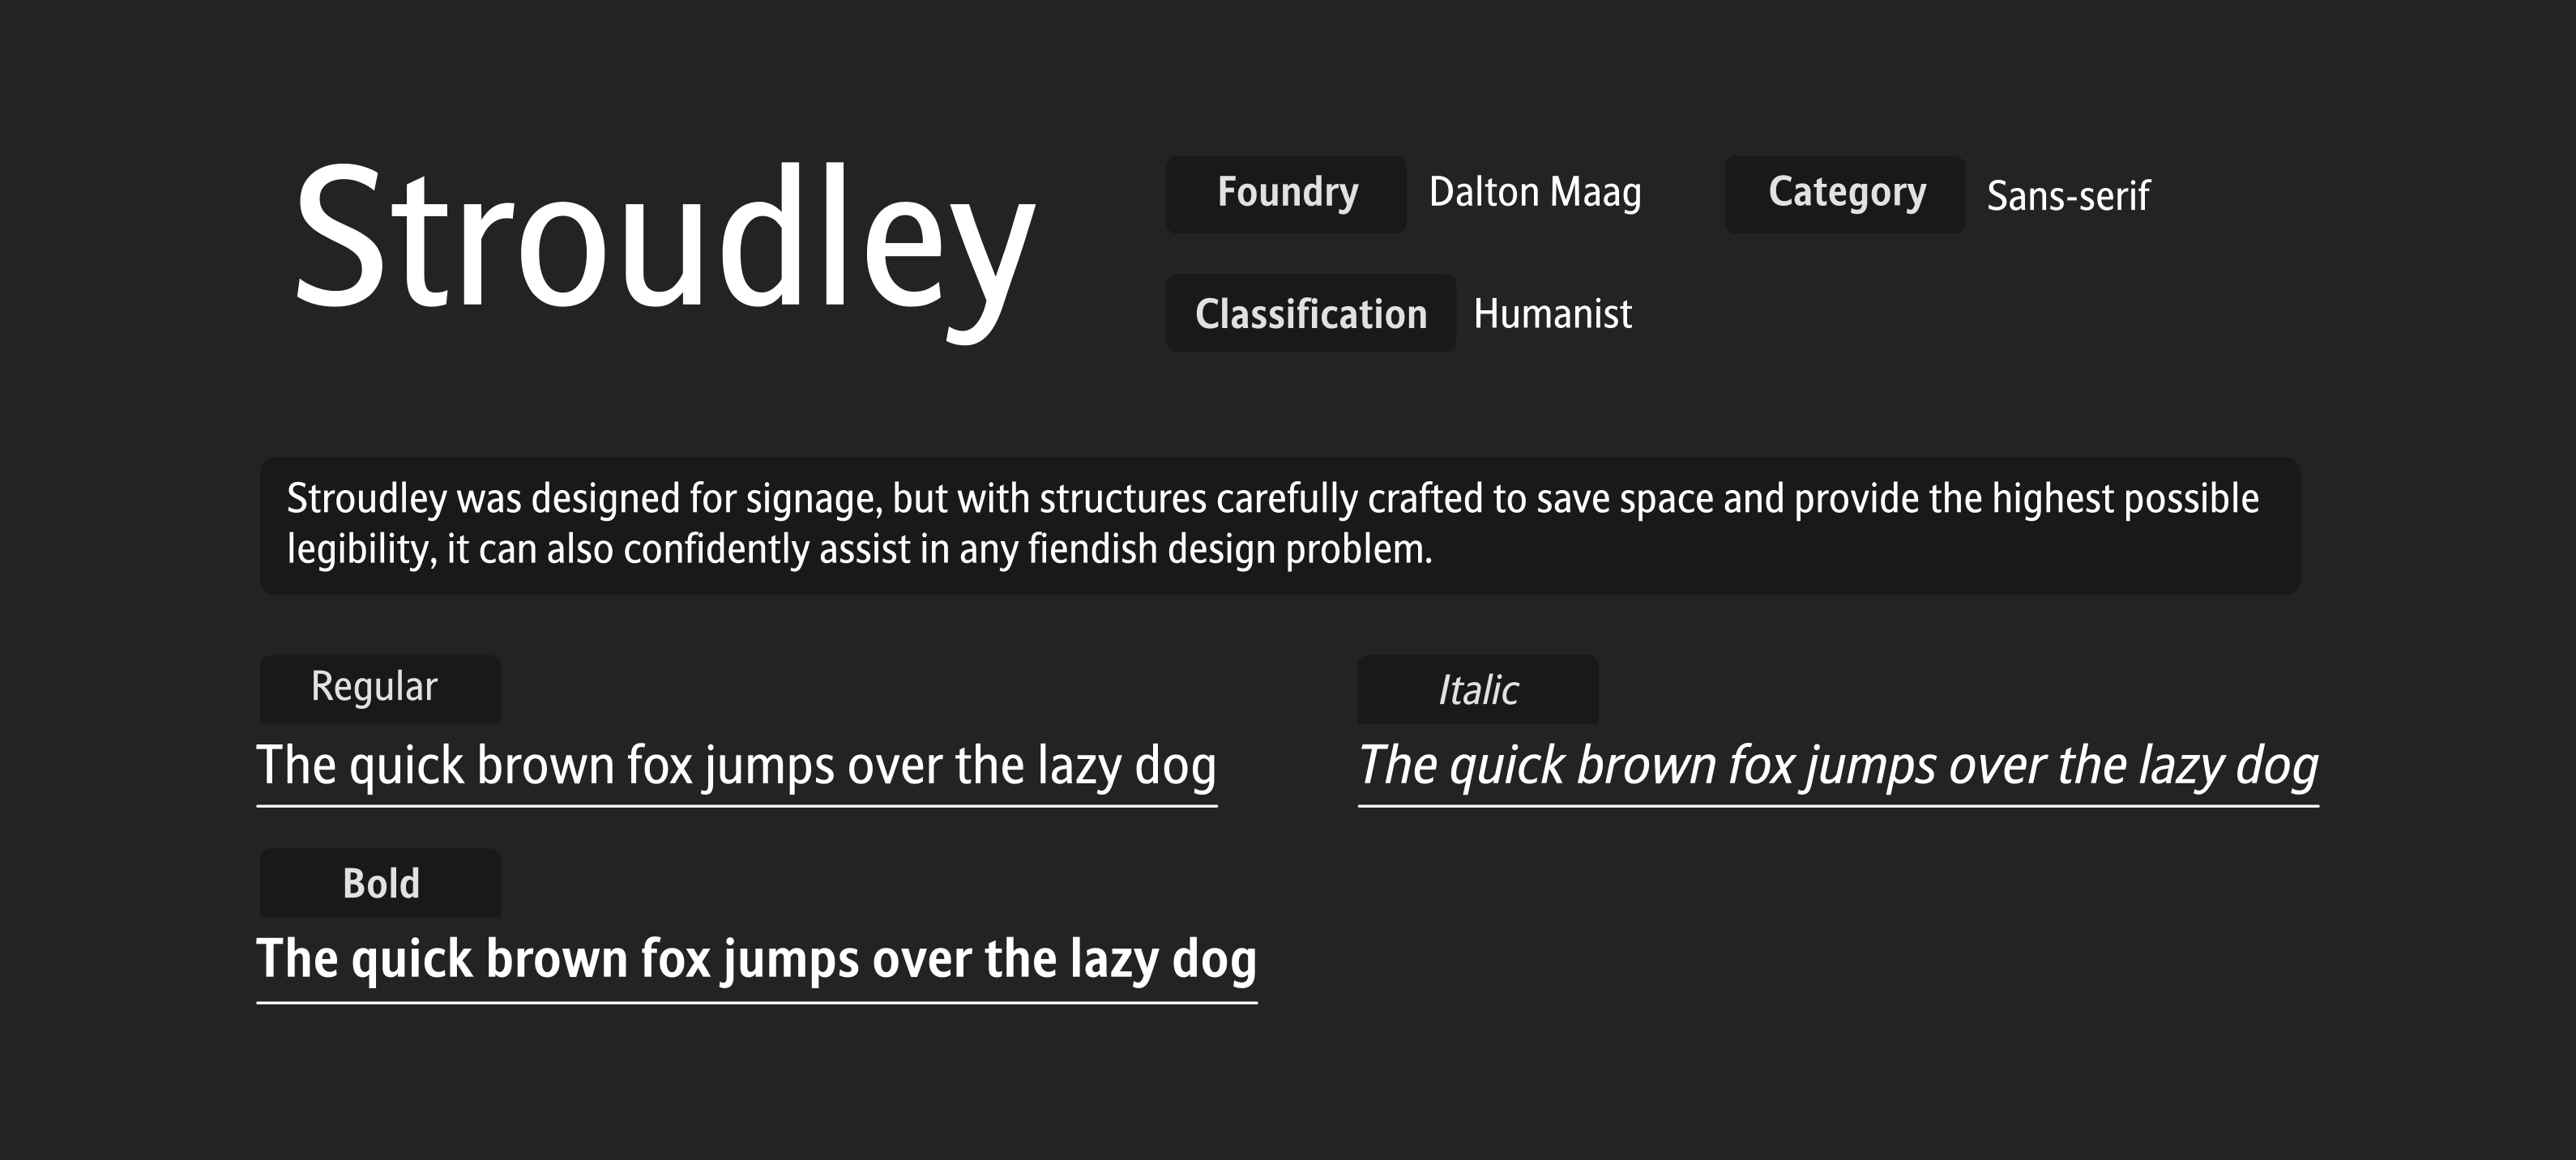 Stroudley
Foundry Dalton Maag
Category Sans-serif
Classification Humanist
Stroudley was designed for signage, but with structures carefully crafted to save space and provide the highest possible
legibility, it can also confidently assist in any fiendish design problem.
Regular
The quick brown fox jumps over the lazy dog
Italic
The quick brown fox jumps over the lazy dog
Bold
The quick brown fox jumps over the lazy dog